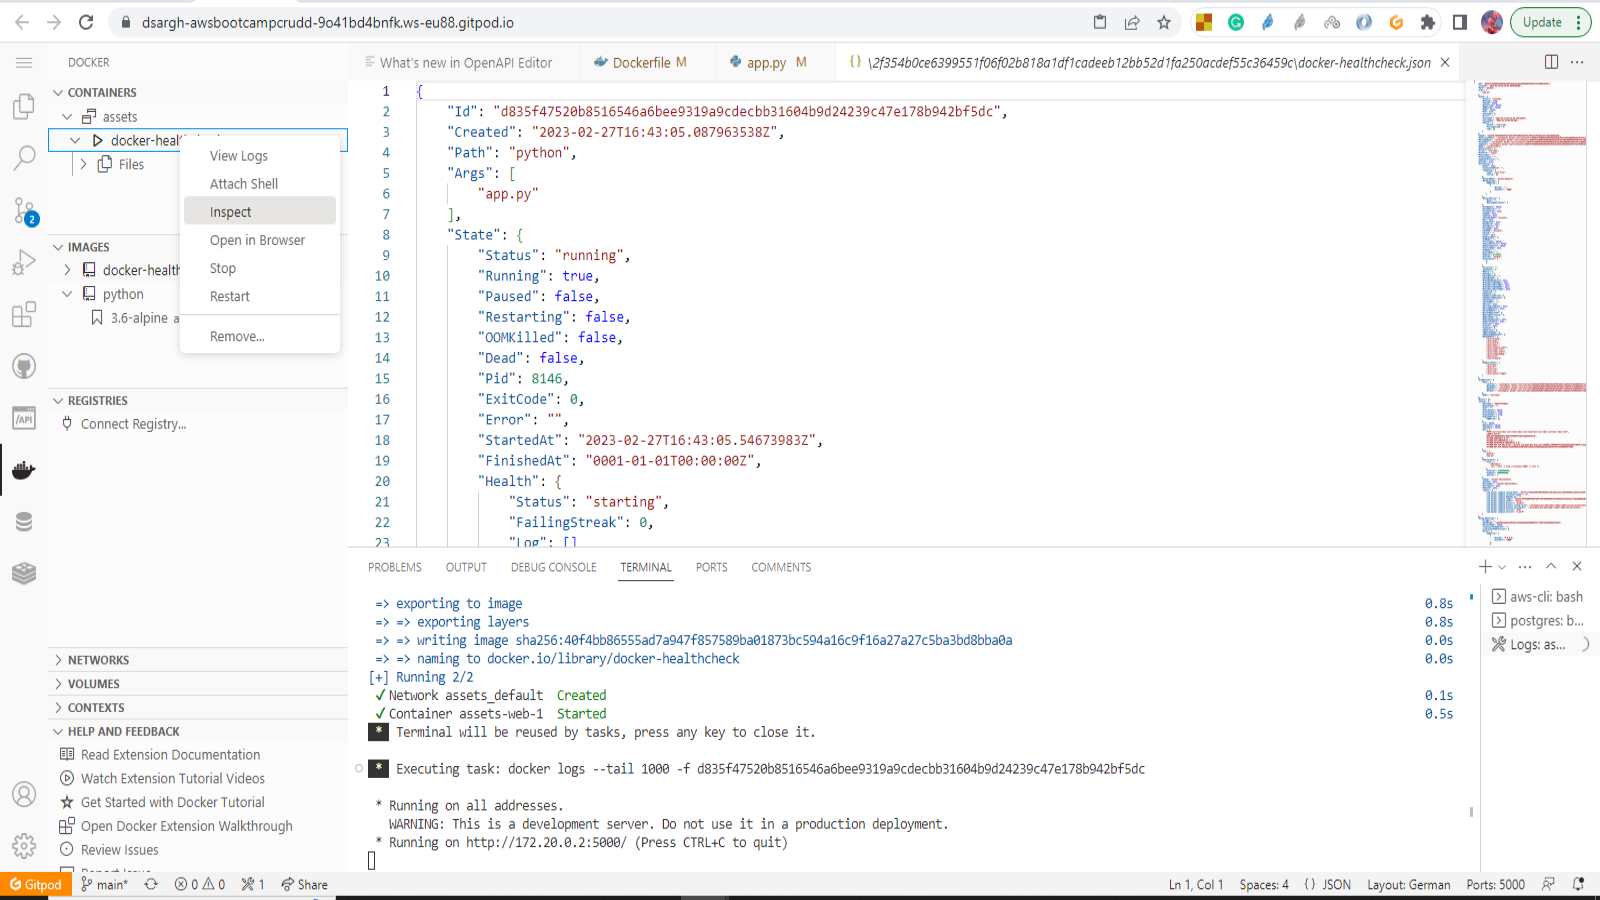 dsargh-awsbootcampcrudd-9o41bd4bnfk.ws-eu88.gitpod.io
Update
DOCKER
What's new in OpenAPI Editor
Dockerfile M
app.py M
{} \2f354b0ce6399551f06f02b818a1df1cadeeb12bb52d1fa250acdef55c36459c\docker-healthcheck.json
CONTAINERS
assets
docker-heal
Files
View Logs
Attach Shell
Inspect
Open in Browser
Stop
Restart
Remove...
2
IMAGES
docker-health
python
3.6-alpine a
REGISTRIES
Connect Registry...
/API
NETWORKS
VOLUMES
CONTEXTS
HELP AND FEEDBACK
Read Extension Documentation
Watch Extension Tutorial Videos
Get Started with Docker Tutorial
Open Docker Extension Walkthrough
Review Issues
1 {
2 "Id": "d835f47520b8516546a6bee9319a9cdecbb31604b9d24239c47e178b942bf5dc",
3 "Created": "2023-02-27T16:43:05.087963538Z",
4 "Path": "python",
5 "Args": [
6 "app.py"
7 ],
8 "State": {
9 "Status": "running",
10 "Running": true,
11 "Paused": false,
12 "Restarting": false,
13 "OOMKilled": false,
14 "Dead": false,
15 "Pid": 8146,
16 "ExitCode": 0,
17 "Error": "",
18 "StartedAt": "2023-02-27T16:43:05.54673983Z",
19 "FinishedAt": "0001-01-01T00:00:00Z",
20 "Health": {
21 "Status": "starting",
22 "FailingStreak": 0,
23 "Log": []
PROBLEMS OUTPUT DEBUG CONSOLE TERMINAL PORTS COMMENTS
=> exporting to image 0.8s
=> => exporting layers 0.8s
=> => writing image sha256:40f4bb86555ad7a947f857589ba01873bc594a16c9f16a27a27c5ba3bd8bba0a 0.0s
=> => naming to docker.io/library/docker-healthcheck 0.0s
[+] Running 2/2
✓ Network assets_default Created 0.1s
✓ Container assets-web-1 Started 0.5s
* Terminal will be reused by tasks, press any key to close it.
* Executing task: docker logs --tail 1000 -f d835f47520b8516546a6bee9319a9cdecbb31604b9d24239c47e178b942bf5dc
* Running on all addresses.
WARNING: This is a development server. Do not use it in a production deployment.
* Running on http://172.20.0.2:5000/ (Press CTRL+C to quit)
aws-cli: bash
postgres: b...
Logs: as...
Gitpod main* 0 0 1 Share
Ln 1, Col 1 Spaces: 4 {} JSON Layout: German Ports: 5000